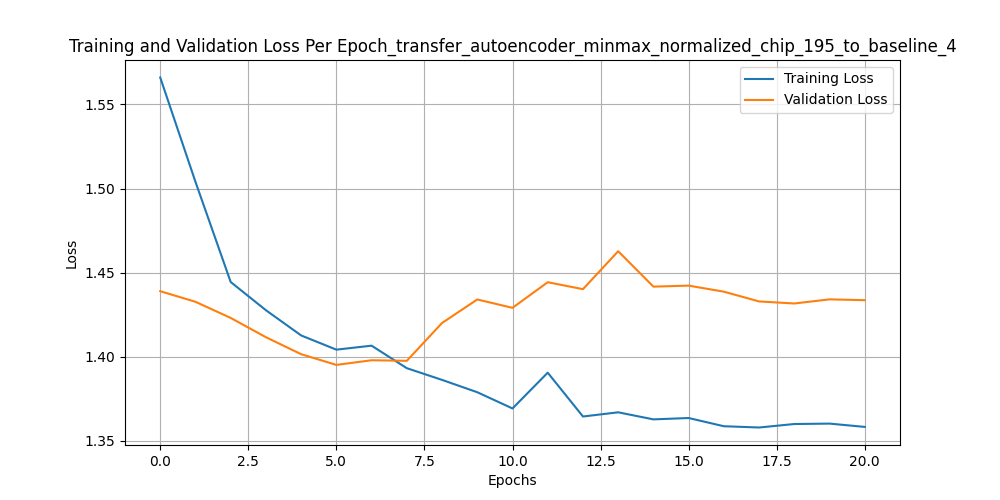 Training and Validation Loss Per Epoch_transfer_autoencoder_minmax_normalized_chip_195_to_baseline_4
Training Loss
Validation Loss
1.55
1.50
1.45
1.40
1.35
Loss
0.0 2.5 5.0 7.5 10.0 12.5 15.0 17.5 20.0
Epochs